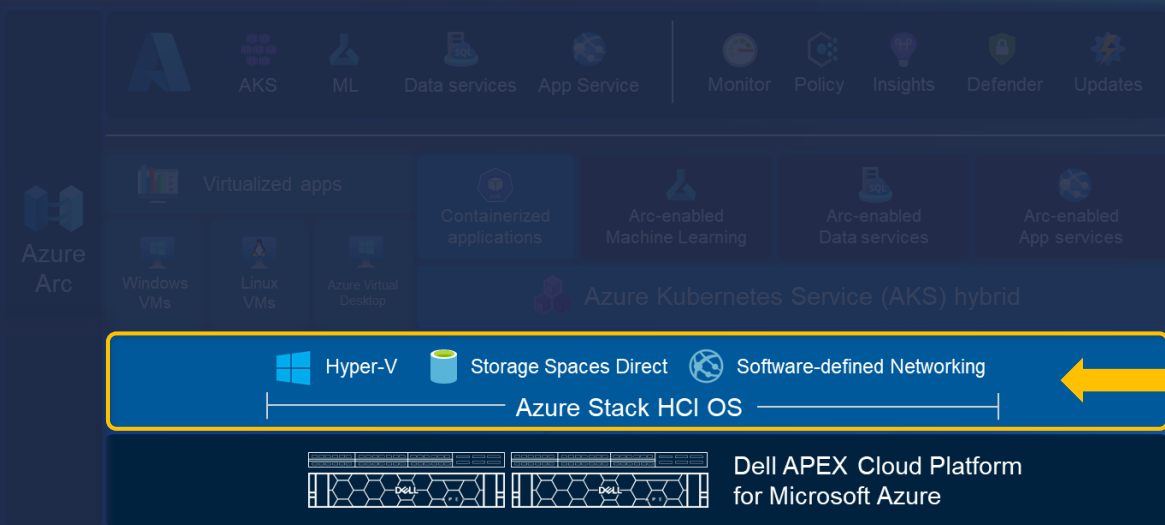 AKS
ML
Data services
App Service
Monitor
Policy
Insights
Defender
Updates
Azure
Arc
Virtualized apps
Windows
VMs
Linux
VMs
Azure Virtual
Desktop
Containerized
applications
Arc-enabled
Machine Learning
Arc-enabled
Data services
Arc-enabled
App services
Azure Kubernetes Service (AKS) hybrid
Hyper-V
Storage Spaces Direct
Software-defined Networking
Azure Stack HCI OS
DELL
DELL
Dell APEX Cloud Platform
for Microsoft Azure